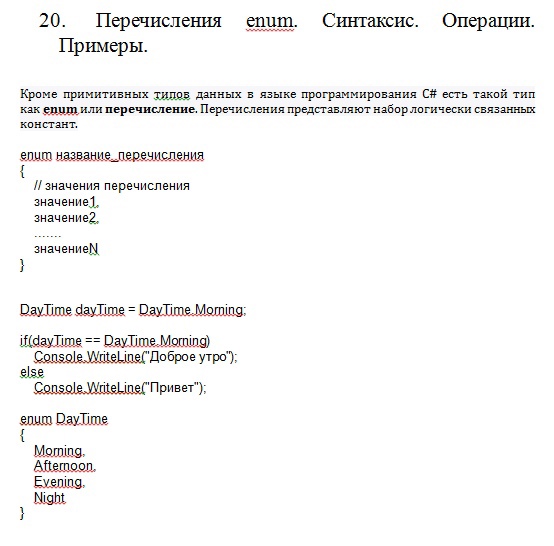 20. Перечисления enum. Синтаксис. Операции.
Примеры.
Кроме примитивных типов данных в языке программирования C# есть такой тип
как enum или перечисление. Перечисления представляют набор логически связанных
констант.
enum название_перечисления
{
// значения перечисления
значение1,
значение2,
.......
значениеN
}
DayTime dayTime = DayTime.Morning;
if(dayTime == DayTime.Morning)
Console.WriteLine("Доброе утро");
else
Console.WriteLine("Привет");
enum DayTime
{
Morning,
Afternoon,
Evening,
Night
}